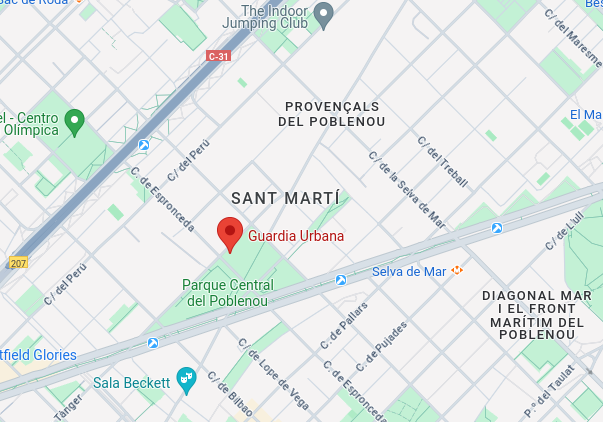 Sac de Roda
The Indoor
Jumping Club
C-31
C/ del Maresme
Bes
PROVENÇALS
DEL POBLENOU
El Ma
el - Centro
Olímpica
C/ del Perú
C/ del Treball
C/ de la Selva de Mar
C. de Espronceda
SANT MARTÍ
Guardia Urbana
C/ de Llull
207
C/ del Perú
Selva de Mar
Parque Central
del Poblenou
DIAGONAL MAR
I EL FRONT
MARÍTIM DEL
POBLENOU
C. de Pallars
C. de Pujades
tfield Glories
C/ de Lope de Vega
Sala Beckett
C/ de Bilbao
C. de Espronceda
P.º del Taulat
Tànger